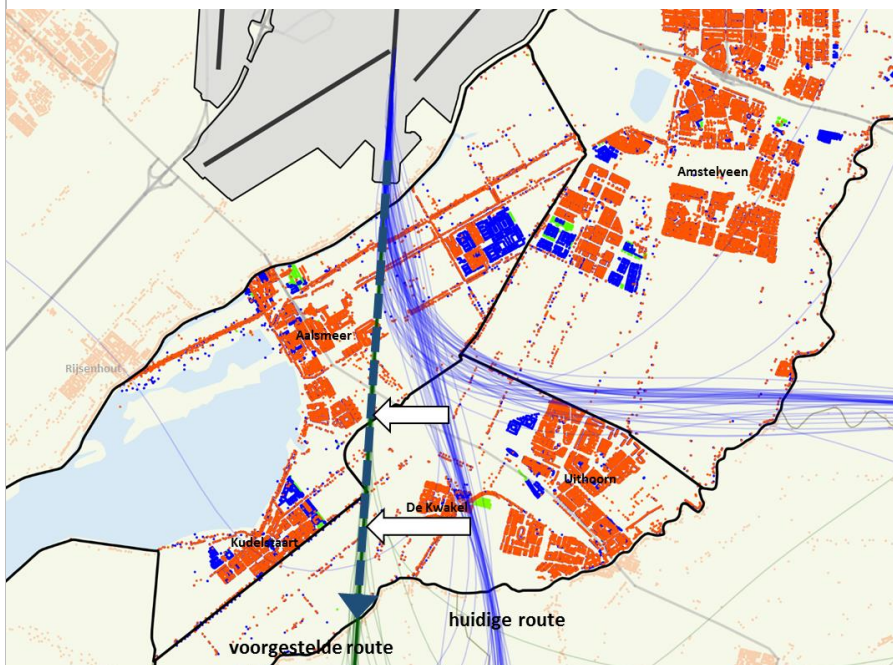 Amstelveen
Aalsmeer
Rijsenhout
Uithoorn
De Kwakel
Kudelstaart
huidige route
voorgestelde route